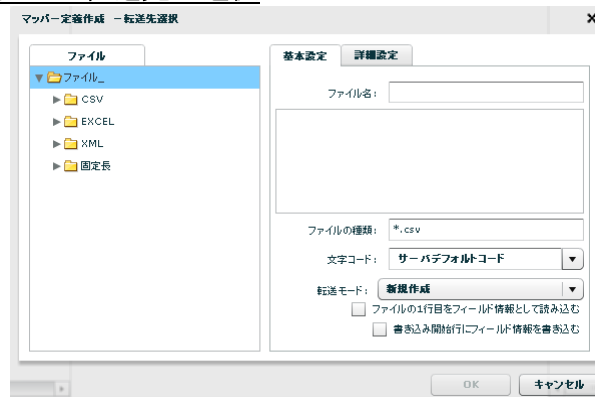 マッパー定義作成 －転送先選択
ファイル
ファイル_
CSV
EXCEL
XML
固定長
基本設定 詳細設定
ファイル名:
ファイルの種類: *.csv
文字コード: サーバデフォルトコード
転送モード: 新規作成
ファイルの1行目をフィールド情報として読み込む
書き込み開始行にフィールド情報を書き込む
OK キャンセル